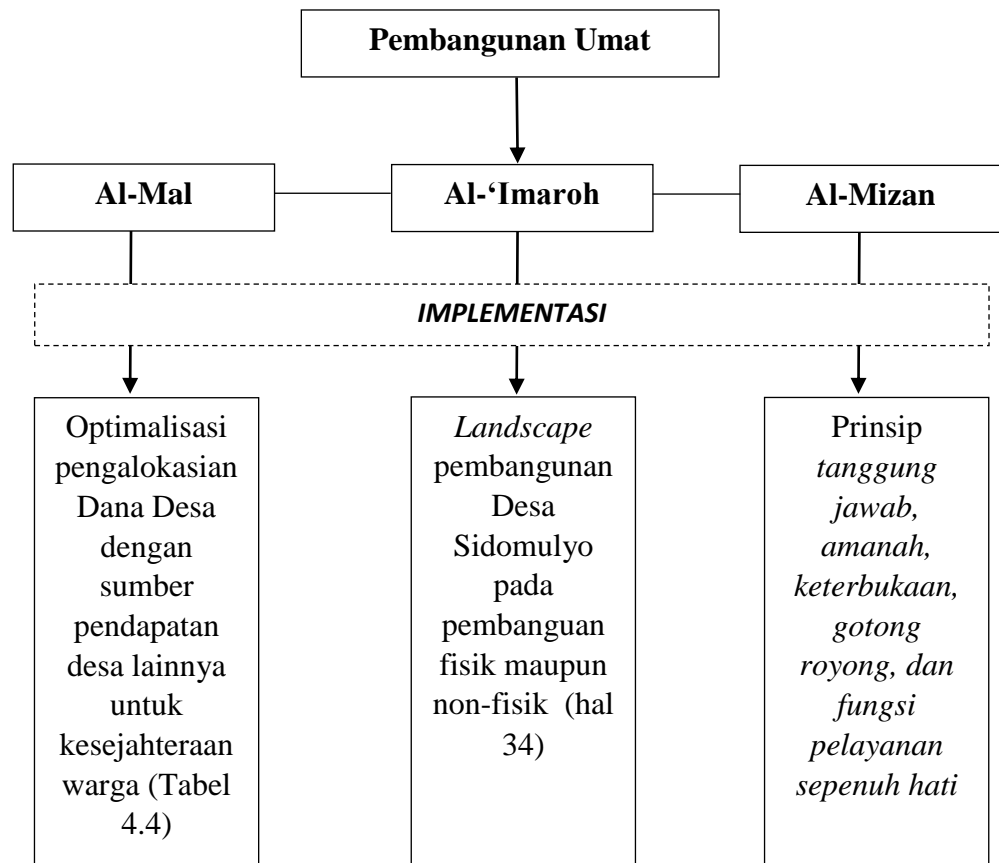 Pembangunan Umat
Al-Mal
Al-‘Imaroh
Al-Mizan
IMPLEMENTASI
Optimalisasi
pengalokasian
Dana Desa
dengan
sumber
pendapatan
desa lainnya
untuk
kesejahteraan
warga (Tabel
4.4)
Landscape
pembangunan
Desa
Sidomulyo
pada
pembanguan
fisik maupun
non-fisik (hal
34)
Prinsip
tanggung
jawab,
amanah,
keterbukaan,
gotong
royong, dan
fungsi
pelayanan
sepenuh hati